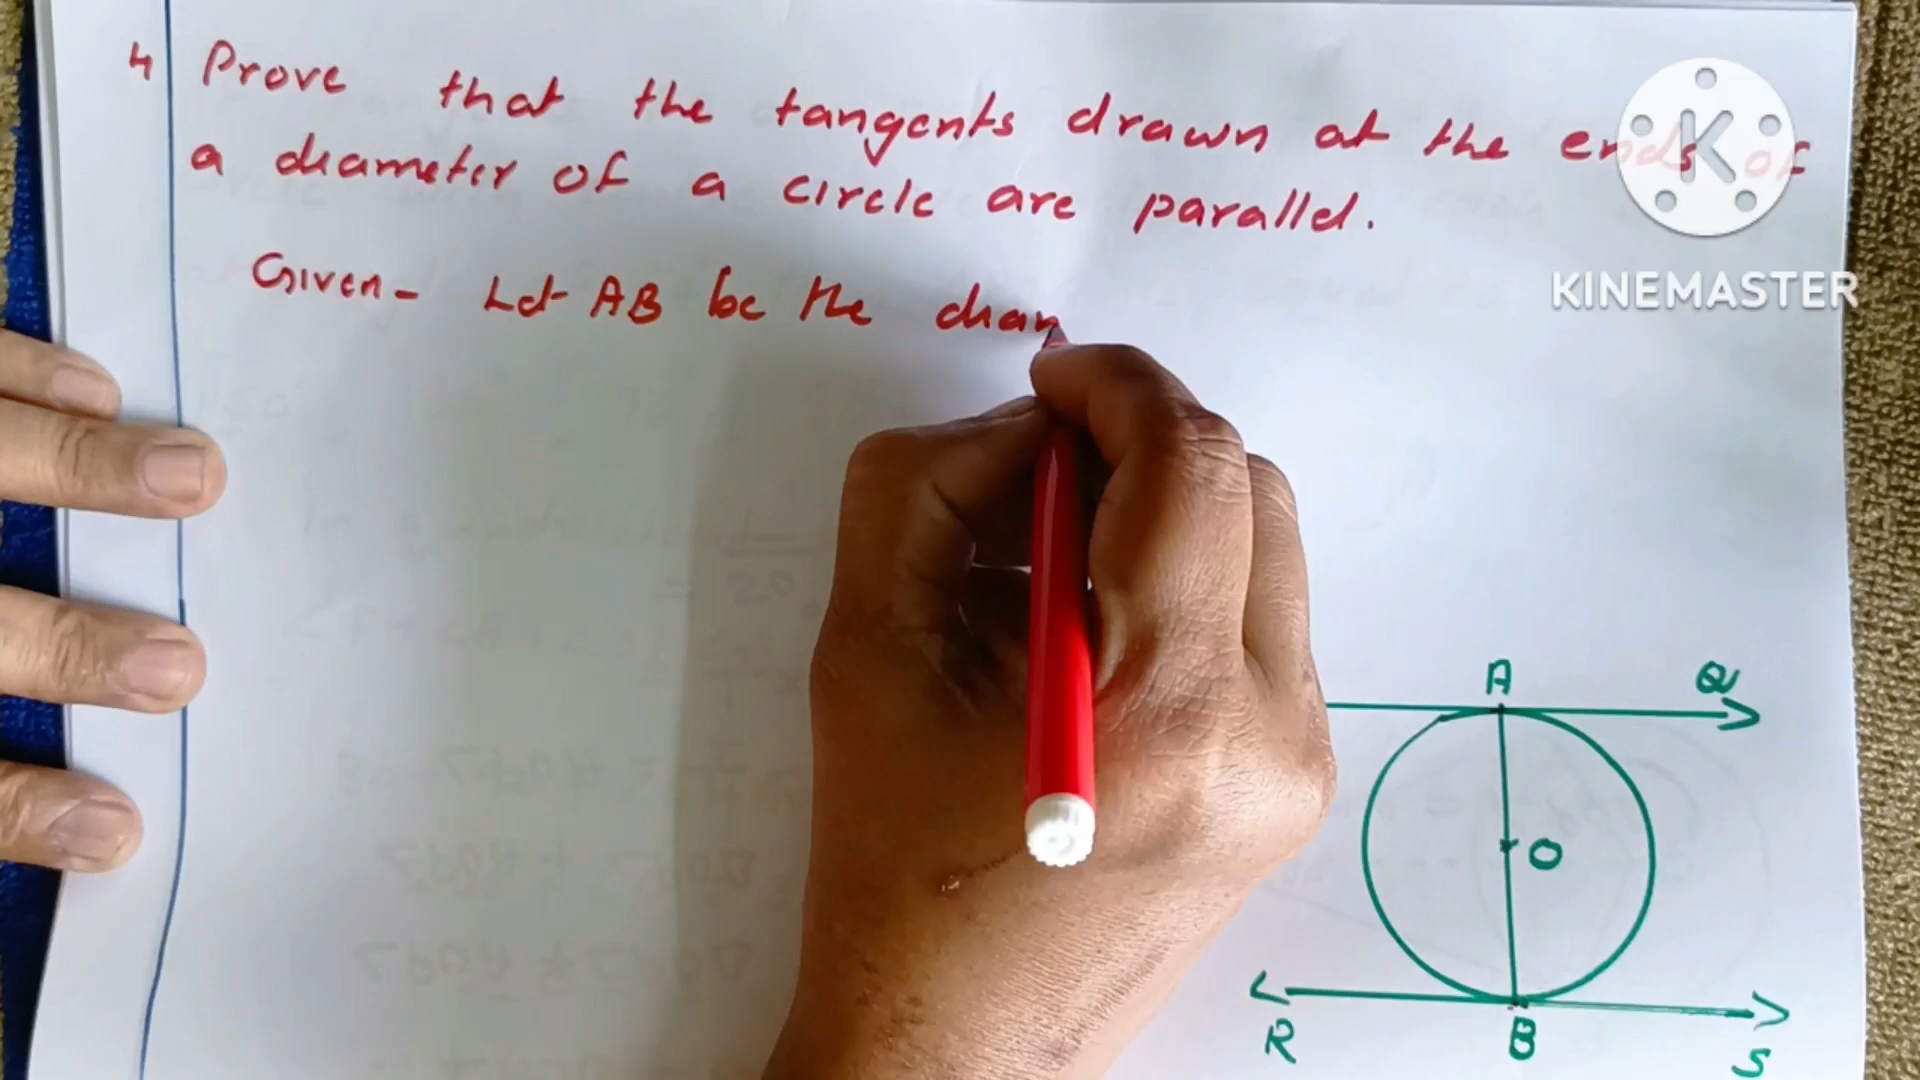 4 Prove that the tangents drawn at the ends of
a diameter of a circle are parallel.
Given - Let AB be the diam
KINEMASTER
A Q
O
R B S